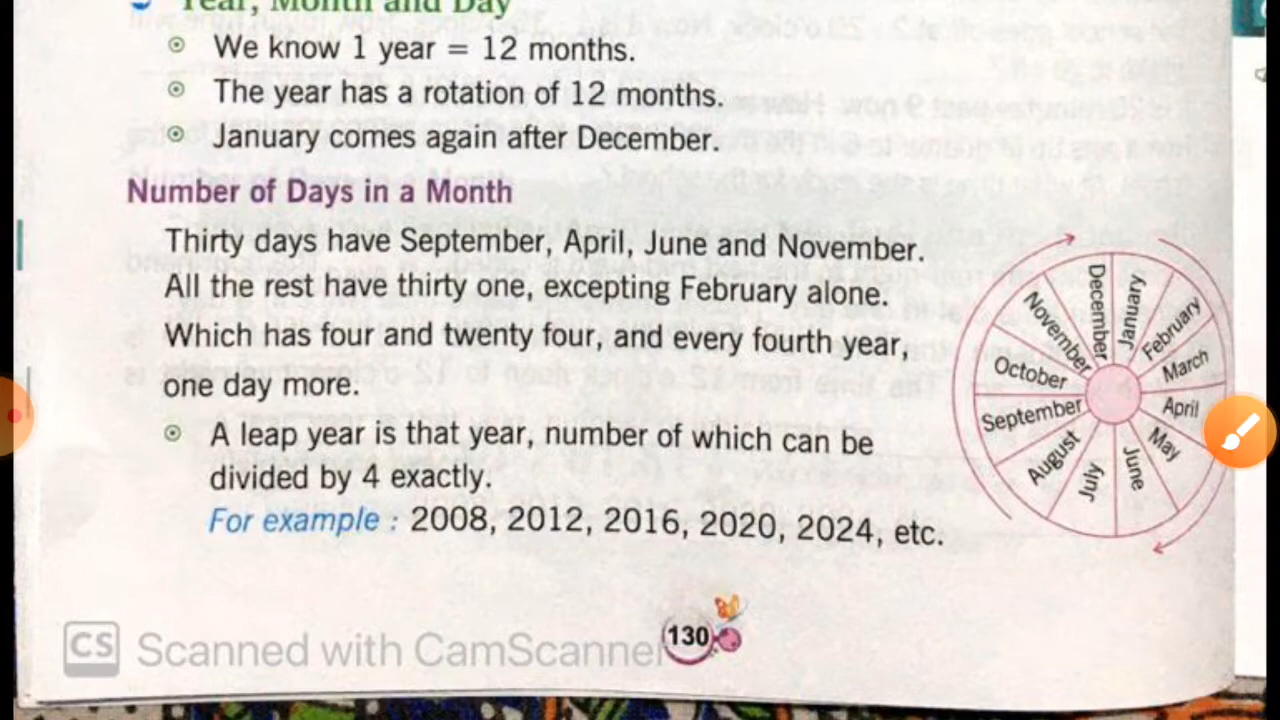 Year, Month and Day
We know 1 year = 12 months.
The year has a rotation of 12 months.
January comes again after December.
Number of Days in a Month
Thirty days have September, April, June and November.
All the rest have thirty one, excepting February alone.
Which has four and twenty four, and every fourth year,
one day more.
A leap year is that year, number of which can be
divided by 4 exactly.
For example : 2008, 2012, 2016, 2020, 2024, etc.
January
February
March
April
May
June
July
August
September
October
November
December
130
CS Scanned with CamScanner